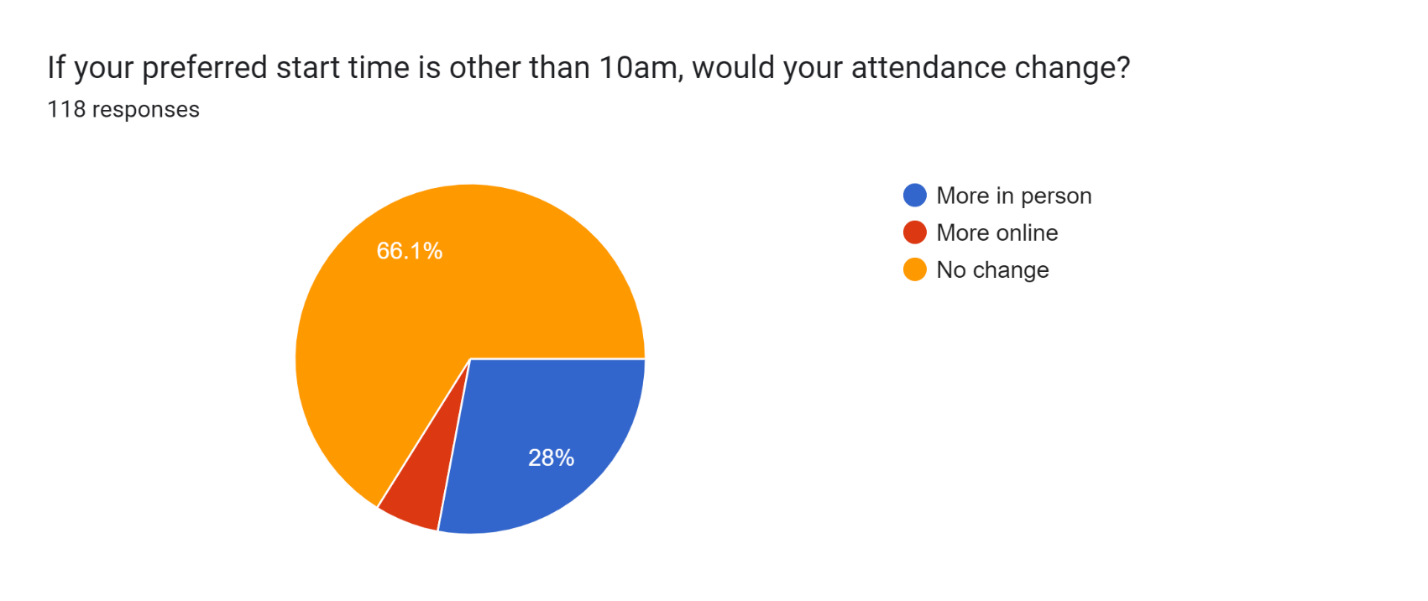 If your preferred start time is other than 10am, would your attendance change?
118 responses
66.1%
28%
More in person
More online
No change